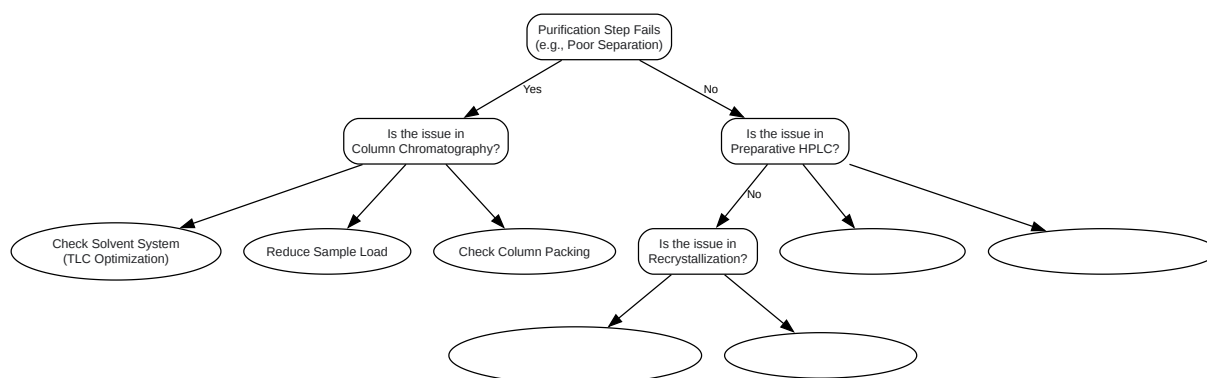 Purification Step Fails
(e.g., Poor Separation)
Yes
No
Is the issue in
Column Chromatography?
Is the issue in
Preparative HPLC?
No
Check Solvent System
(TLC Optimization)
Reduce Sample Load
Check Column Packing
Is the issue in
Recrystallization?